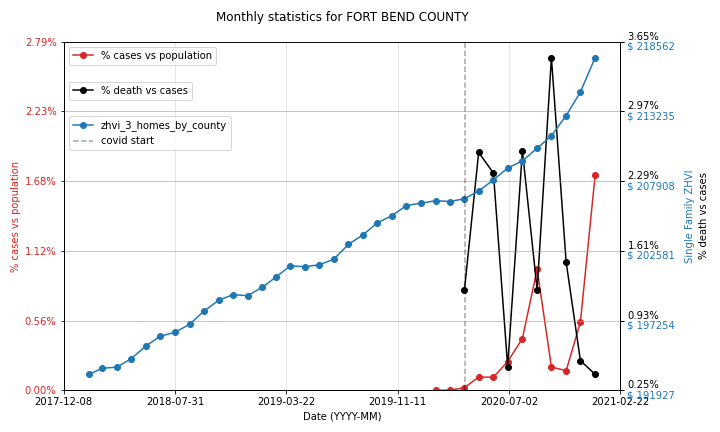 Monthly statistics for FORT BEND COUNTY
% cases vs population
% death vs cases
zhvi_3_homes_by_county
covid start
2.79%
2.23%
1.68%
1.12%
0.56%
0.00%
% cases vs population
3.65%
$ 218562
2.97%
$ 213235
2.29%
$ 207908
1.61%
$ 202581
0.93%
$ 197254
0.25%
$ 191927
Single Family ZHVI
% death vs cases
2017-12-08
2018-07-31
2019-03-22
2019-11-11
2020-07-02
2021-02-22
Date (YYYY-MM)